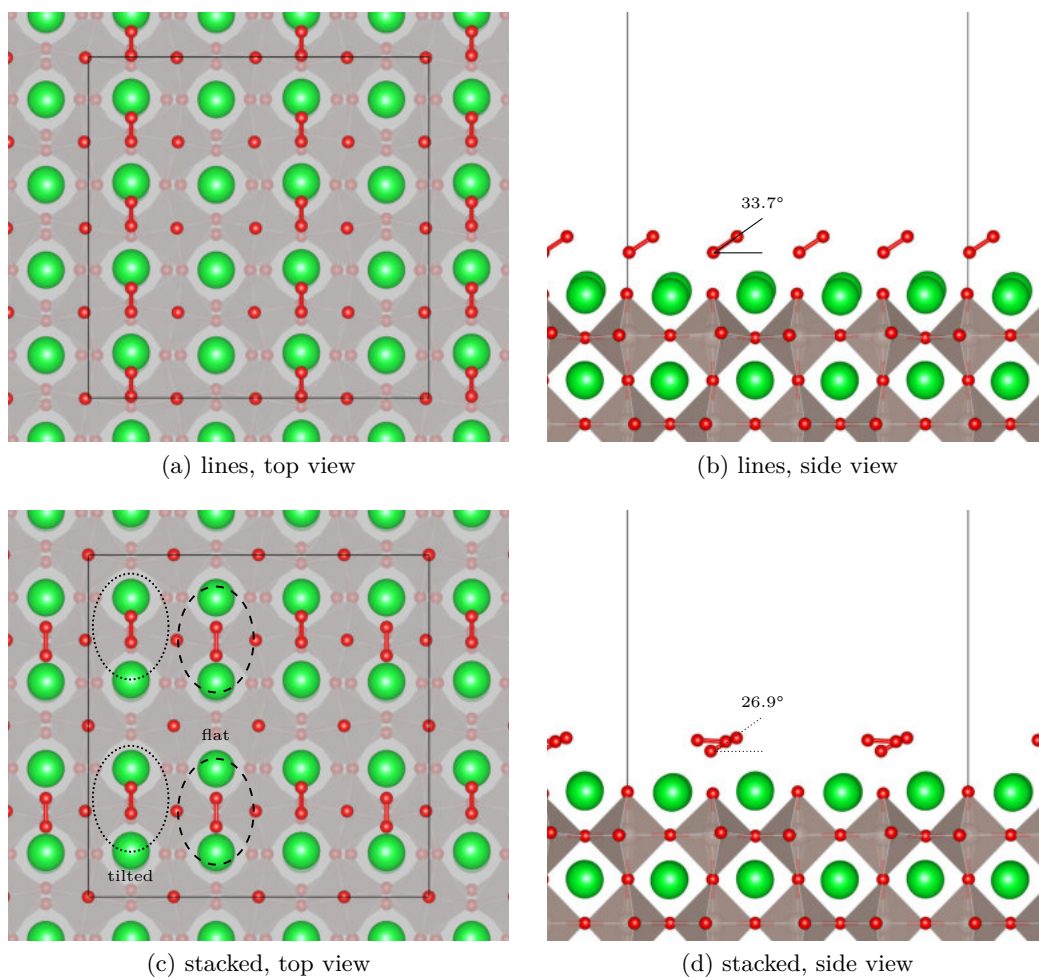 33.7°
(a) lines, top view
(b) lines, side view
flat
tilted
26.9°
(c) stacked, top view
(d) stacked, side view